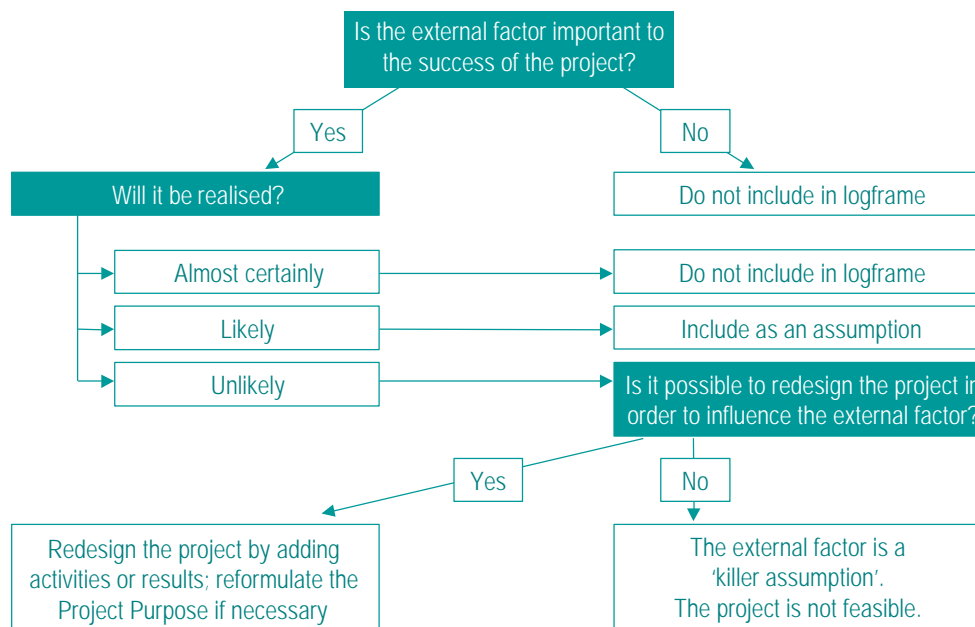 Is the external factor important to
the success of the project?
Yes
No
Will it be realised?
Do not include in logframe
Almost certainly
Do not include in logframe
Likely
Include as an assumption
Unlikely
Is it possible to redesign the project in
order to influence the external factor?
Yes
No
Redesign the project by adding
activities or results; reformulate the
Project Purpose if necessary
The external factor is a
‘killer assumption’.
The project is not feasible.